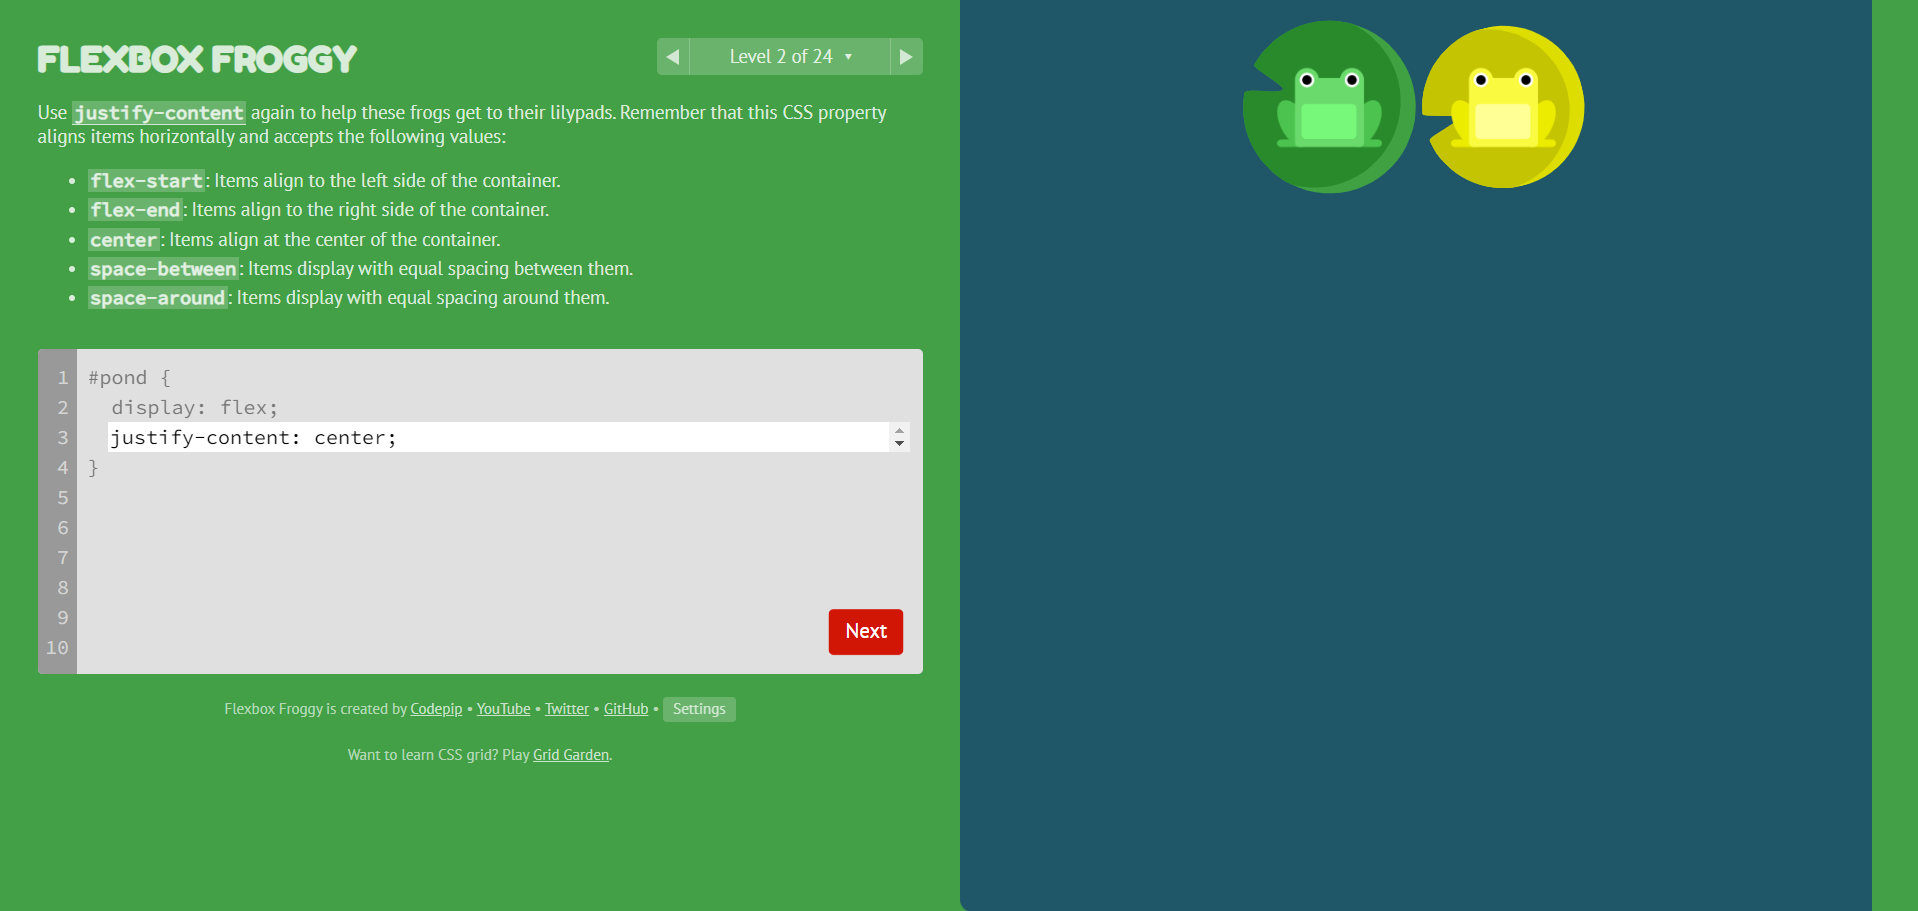 FLEXBOX FROGGY
Level 2 of 24
Use justify-content again to help these frogs get to their lilypads. Remember that this CSS property
aligns items horizontally and accepts the following values:
• flex-start: Items align to the left side of the container.
• flex-end: Items align to the right side of the container.
• center: Items align at the center of the container.
• space-between: Items display with equal spacing between them.
• space-around: Items display with equal spacing around them.
1 #pond {
2 display: flex;
3 justify-content: center;
4 }
5
6
7
8
9
10
Next
Flexbox Froggy is created by Codepip • YouTube • Twitter • GitHub • Settings
Want to learn CSS grid? Play Grid Garden.